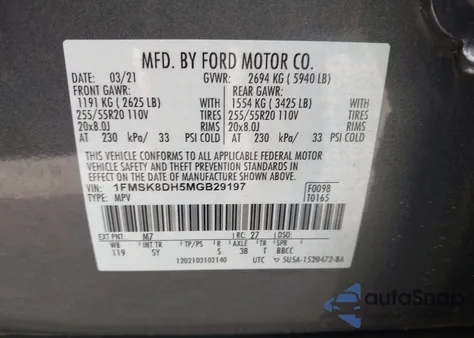 MFD. BY FORD MOTOR CO.
DATE: 03/21 GVWR: 2694 KG ( 5940 LB)
FRONT GAWR: REAR GAWR:
1191 KG ( 2625 LB) WITH 1554 KG ( 3425 LB) WITH
255/55R20 110V TIRES 255/55R20 110V TIRES
20x8.0J RIMS 20x8.0J RIMS
AT 230 kPa/ 33 PSI COLD AT 230 kPa/ 33 PSI COLD
THIS VEHICLE CONFORMS TO ALL APPLICABLE FEDERAL MOTOR
VEHICLE SAFETY AND THEFT PREVENTION STANDARDS IN EFFECT
ON THE DATE OF MANUFACTURE SHOWN ABOVE.
VIN: 1FMSK8DH5MGB29197 F0098
TYPE: MPV T0165
EXT PNT: M7 RC: 27 DSO:
WB INT TR TP/PS R AXLE TR SPR
119 SY S 3B T BBCC
1202103102140 UTC 5U5A-1520472-BA
autoSnap